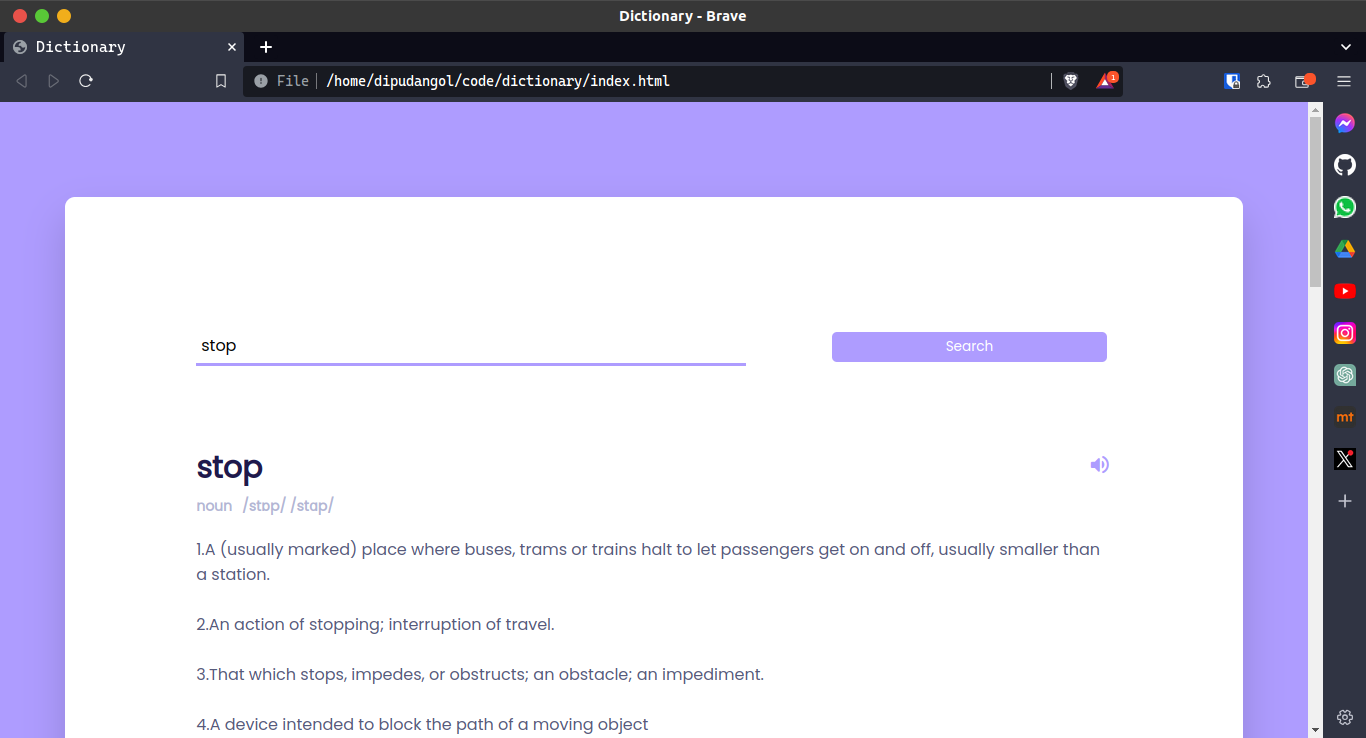 Dictionary - Brave
Dictionary
File /home/dipudangol/code/dictionary/index.html
1
stop
Search
mt
stop
noun /stɒp/ /stɑp/
1.A (usually marked) place where buses, trams or trains halt to let passengers get on and off, usually smaller than
a station.
2.An action of stopping; interruption of travel.
3.That which stops, impedes, or obstructs; an obstacle; an impediment.
4.A device intended to block the path of a moving object